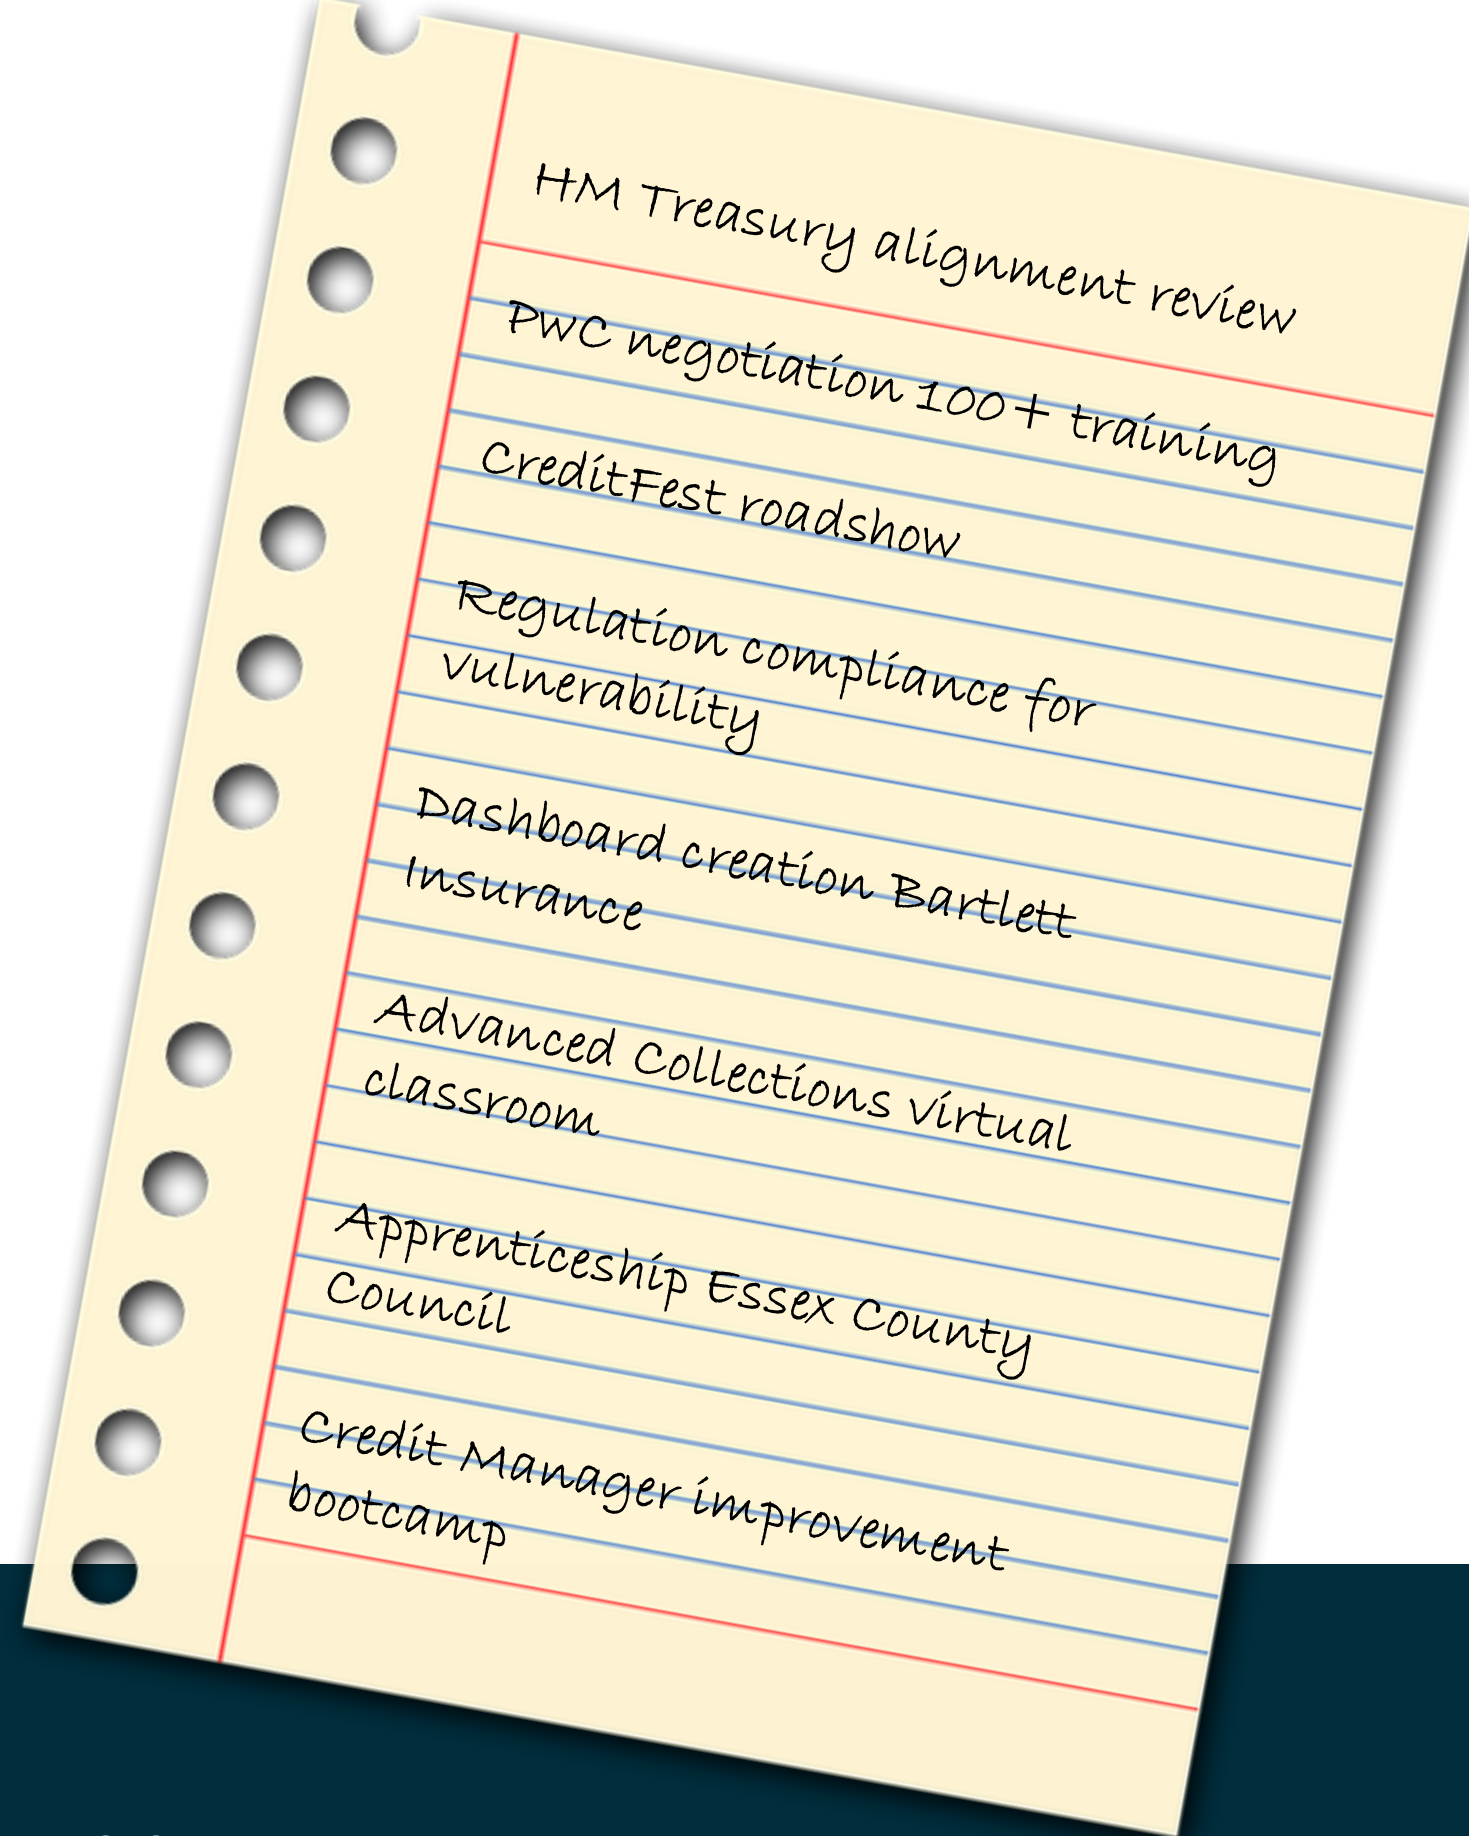 HM Treasury alignment review
PwC negotiation 100+ training
CreditFest roadshow
Regulation compliance for
vulnerability
Dashboard creation Bartlett
Insurance
Advanced Collections virtual
classroom
Apprenticeship Essex County
Council
Credit Manager improvement
bootcamp